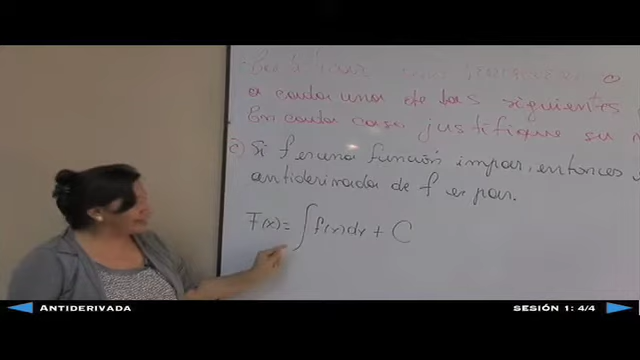 a cada una de las siguientes
En cada caso justifique su
c) Si f es una función impar, entonces
antiderivada de f es par.
F(x)= ∫ f(x)dx + C
ANTIDERIVADA
SESIÓN 1: 4/4